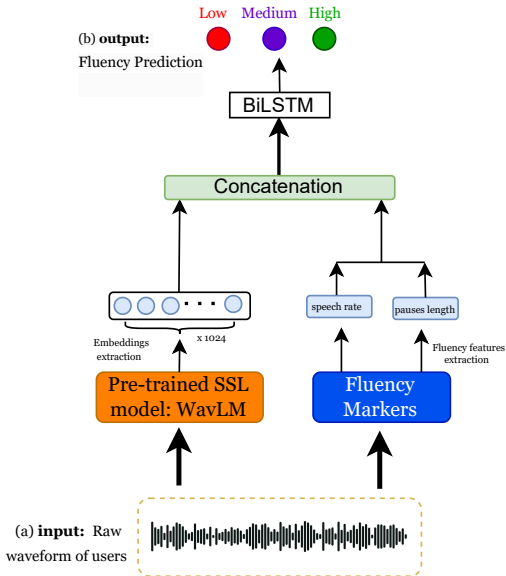 Low Medium High
(b) output:
Fluency Prediction
BiLSTM
Concatenation
speech rate
pauses length
Embeddings
extraction
x 1024
Fluency features
extraction
Pre-trained SSL
model: WavLM
Fluency
Markers
(a) input: Raw
waveform of users